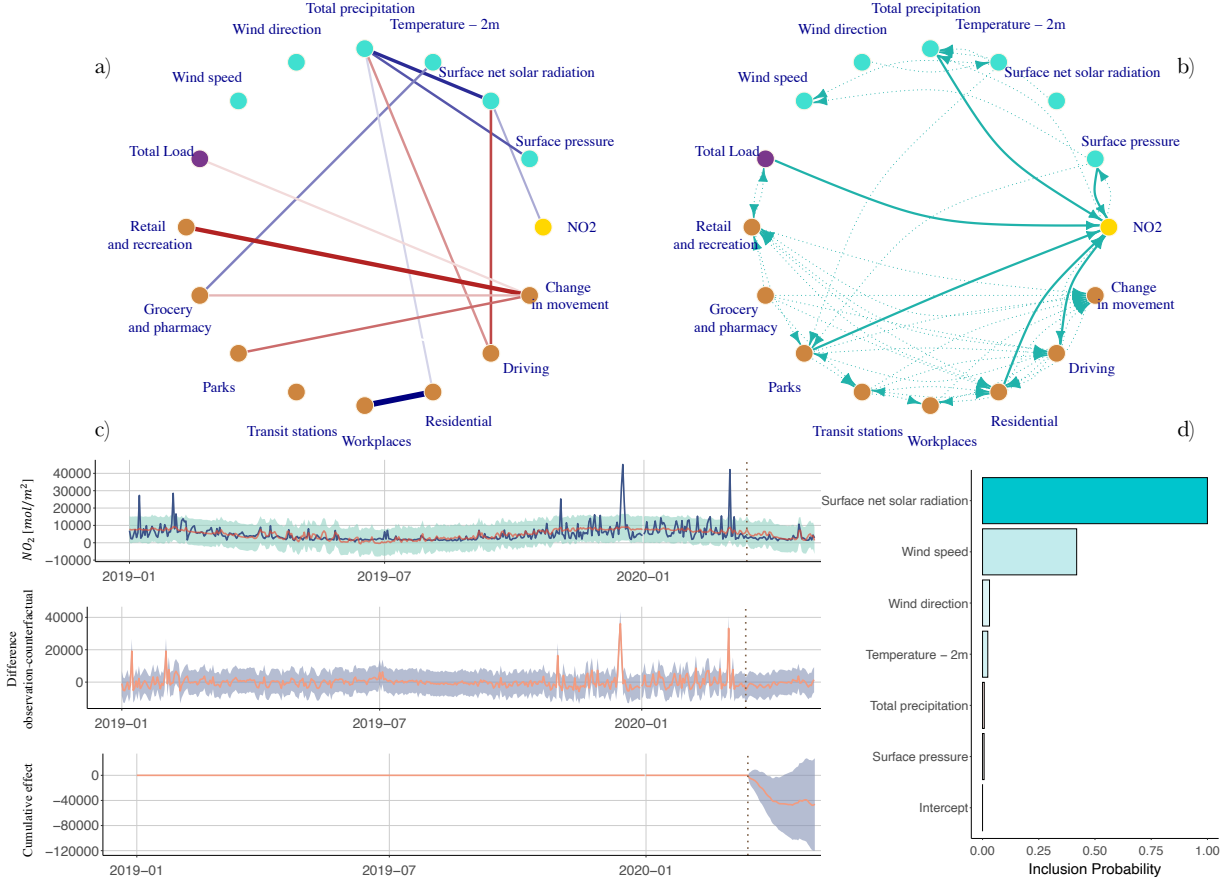 Total precipitation
Wind direction
Temperature – 2m
a)
Wind speed
Surface net solar radiation
Total Load
Surface pressure
Retail
and recreation
NO2
Grocery
and pharmacy
Change
in movement
Parks
Driving
Transit stations
Workplaces
Residential
Total precipitation
Wind direction
Temperature – 2m
b)
Wind speed
Surface net solar radiation
Total Load
Surface pressure
Retail
and recreation
NO2
Grocery
and pharmacy
Change
in movement
Parks
Driving
Transit stations
Workplaces
Residential
c)
NO₂ [mol/m²]
40000
30000
20000
10000
0
−10000
2019−01
2019−07
2020−01
Difference
observation-counterfactual
40000
20000
0
2019−01
2019−07
2020−01
Cumulative effect
0
−40000
−80000
−120000
2019−01
2019−07
2020−01
d)
Surface net solar radiation
Wind speed
Wind direction
Temperature − 2m
Total precipitation
Surface pressure
Intercept
0.00
0.25
0.50
0.75
1.00
Inclusion Probability